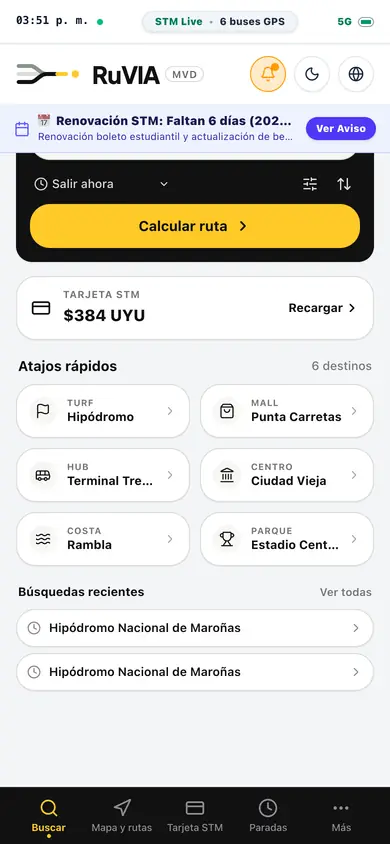 03:51 p. m.
STM Live • 6 buses GPS
5G
RuVIA MVD
📅 Renovación STM: Faltan 6 días (202...
Renovación boleto estudiantil y actualización de be...
Ver Aviso
Salir ahora
Calcular ruta
TARJETA STM
$384 UYU
Recargar
Atajos rápidos
6 destinos
TURF
Hipódromo
MALL
Punta Carretas
HUB
Terminal Tre...
CENTRO
Ciudad Vieja
COSTA
Rambla
PARQUE
Estadio Cent...
Búsquedas recientes
Ver todas
Hipódromo Nacional de Maroñas
Hipódromo Nacional de Maroñas
Buscar
Mapa y rutas
Tarjeta STM
Paradas
Más